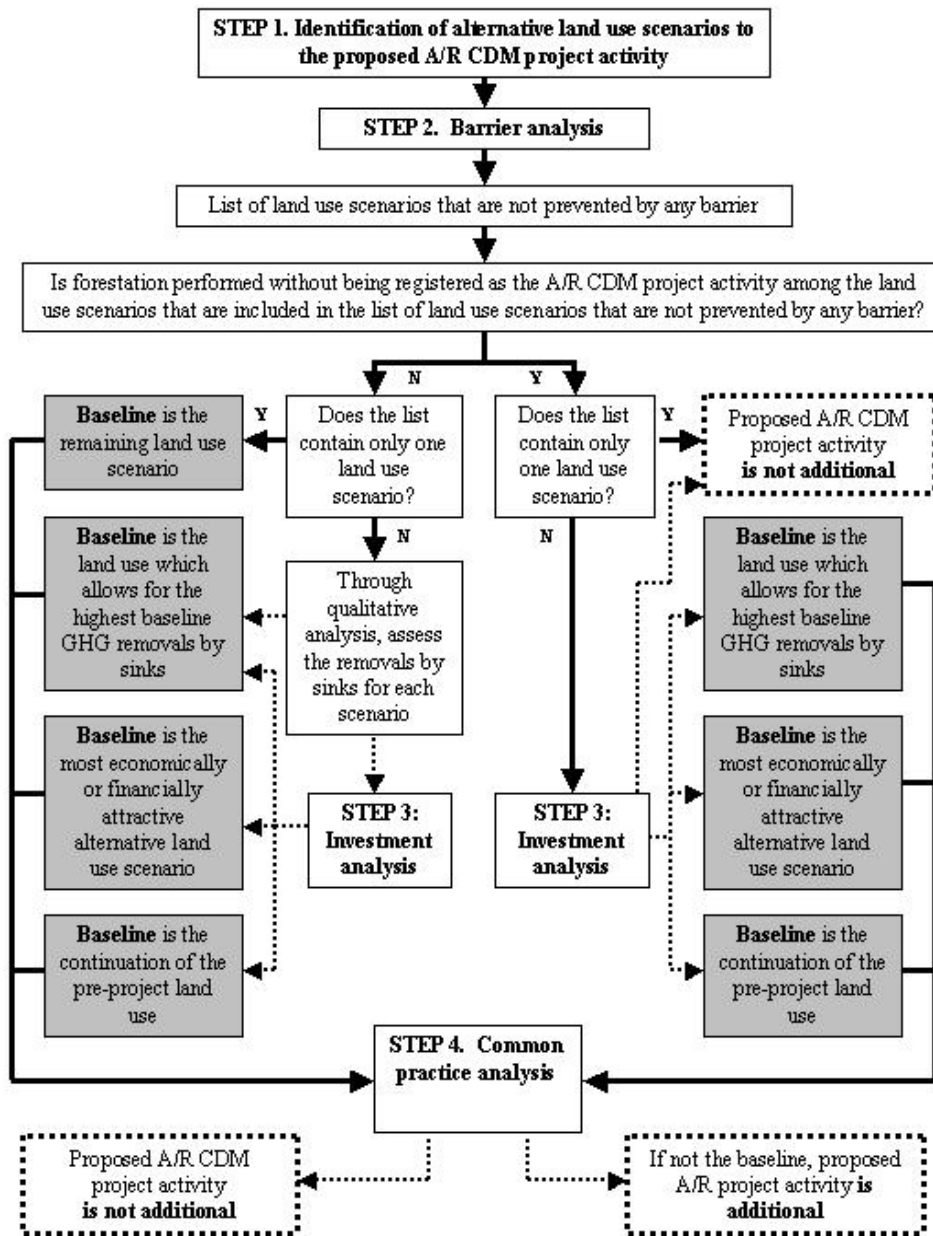 STEP 1. Identification of alternative land use scenarios to
the proposed A/R CDM project activity
STEP 2. Barrier analysis
List of land use scenarios that are not prevented by any barrier
Is forestation performed without being registered as the A/R CDM project activity among the land
use scenarios that are included in the list of land use scenarios that are not prevented by any barrier?
N
Y
Baseline is the
remaining land use
scenario
Y
Does the list
contain only one
land use
scenario?
Does the list
contain only
one land use
scenario?
Y
Proposed A/R CDM
project activity
is not additional
N
N
Baseline is the
land use which
allows for the
highest baseline
GHG removals by
sinks
Through
qualitative
analysis, assess
the removals by
sinks for each
scenario
Baseline is the
land use which
allows for the
highest baseline
GHG removals by
sinks
Baseline is the
most economically
or financially
attractive
alternative land
use scenario
STEP 3:
Investment
analysis
STEP 3:
Investment
analysis
Baseline is the
most economically
or financially
attractive
alternative land
use scenario
Baseline is the
continuation of the
pre-project land
use
Baseline is the
continuation of the
pre-project land
use
STEP 4. Common
practice analysis
Proposed A/R CDM
project activity
is not additional
If not the baseline, proposed
A/R project activity is
additional